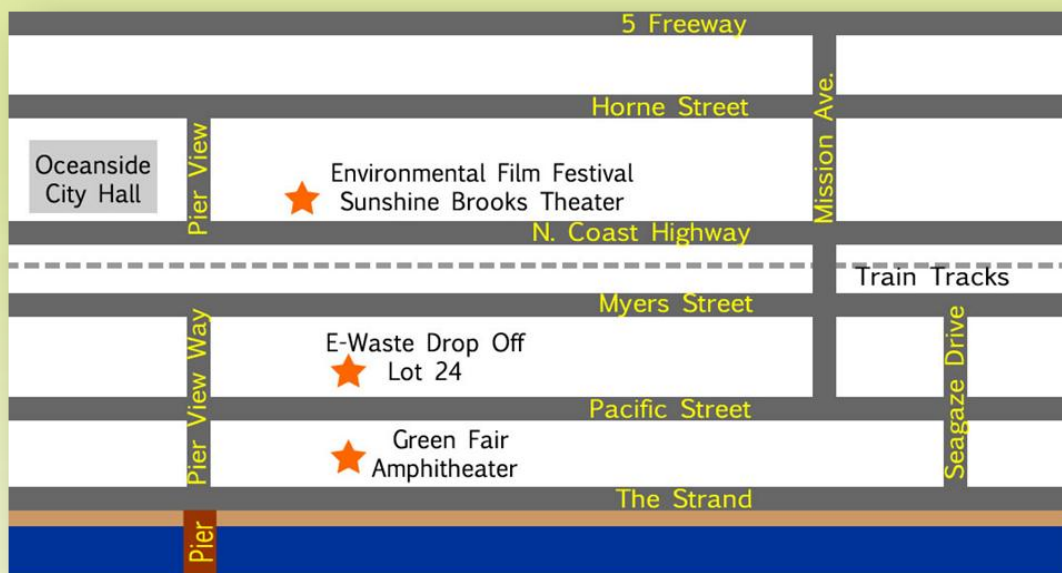 5 Freeway
Horne Street
Mission Ave.
Pier View
Oceanside
City Hall
Environmental Film Festival
Sunshine Brooks Theater
N. Coast Highway
Train Tracks
Myers Street
Pier View Way
E-Waste Drop Off
Lot 24
Seagaze Drive
Pacific Street
Green Fair
Amphitheater
The Strand
Pier